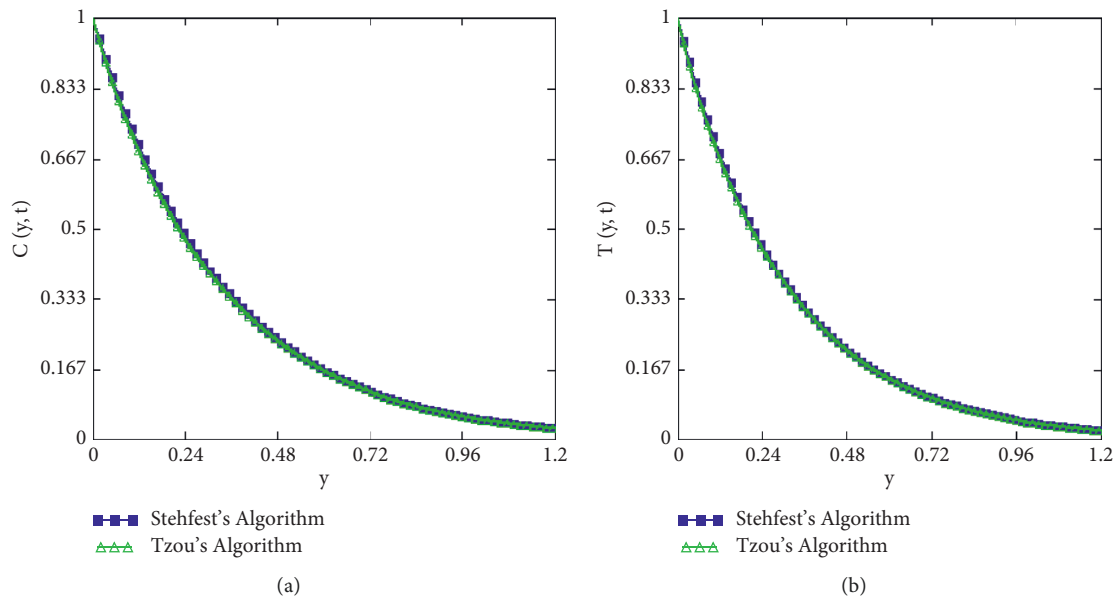 1
0.833
0.667
0.5
0.333
0.167
0
C (y, t)
0 0.24 0.48 0.72 0.96 1.2
y
Stehfest's Algorithm
Tzou's Algorithm
(a)
1
0.833
0.667
0.5
0.333
0.167
0
T (y, t)
0 0.24 0.48 0.72 0.96 1.2
y
Stehfest's Algorithm
Tzou's Algorithm
(b)